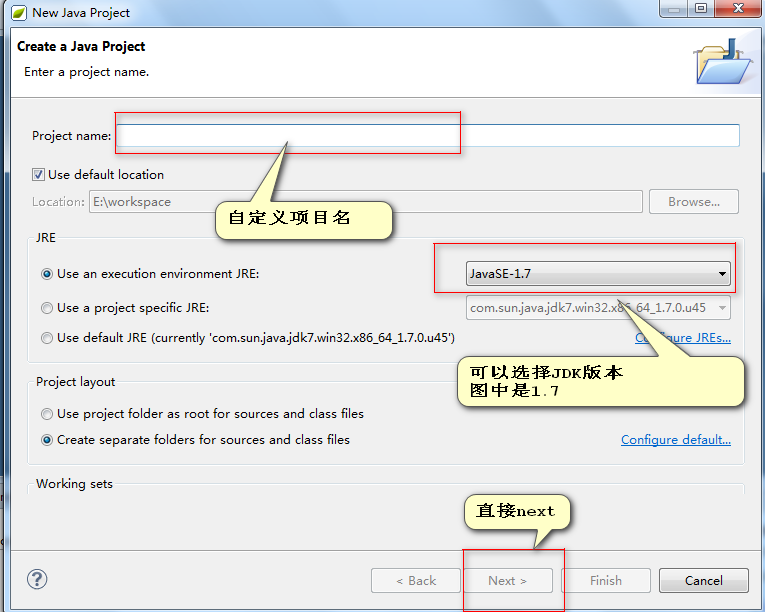 New Java Project
Create a Java Project
Enter a project name.
Project name:
Use default location
Location: E:\workspace Browse...
自定义项目名
JRE
Use an execution environment JRE: JavaSE-1.7
Use a project specific JRE: com.sun.java.jdk7.win32.x86_64_1.7.0.u45
Use default JRE (currently 'com.sun.java.jdk7.win32.x86_64_1.7.0.u45') Configure JREs...
可以选择JDK版本
图中是1.7
Project layout
Use project folder as root for sources and class files
Create separate folders for sources and class files Configure default...
Working sets
直接next
< Back Next > Finish Cancel